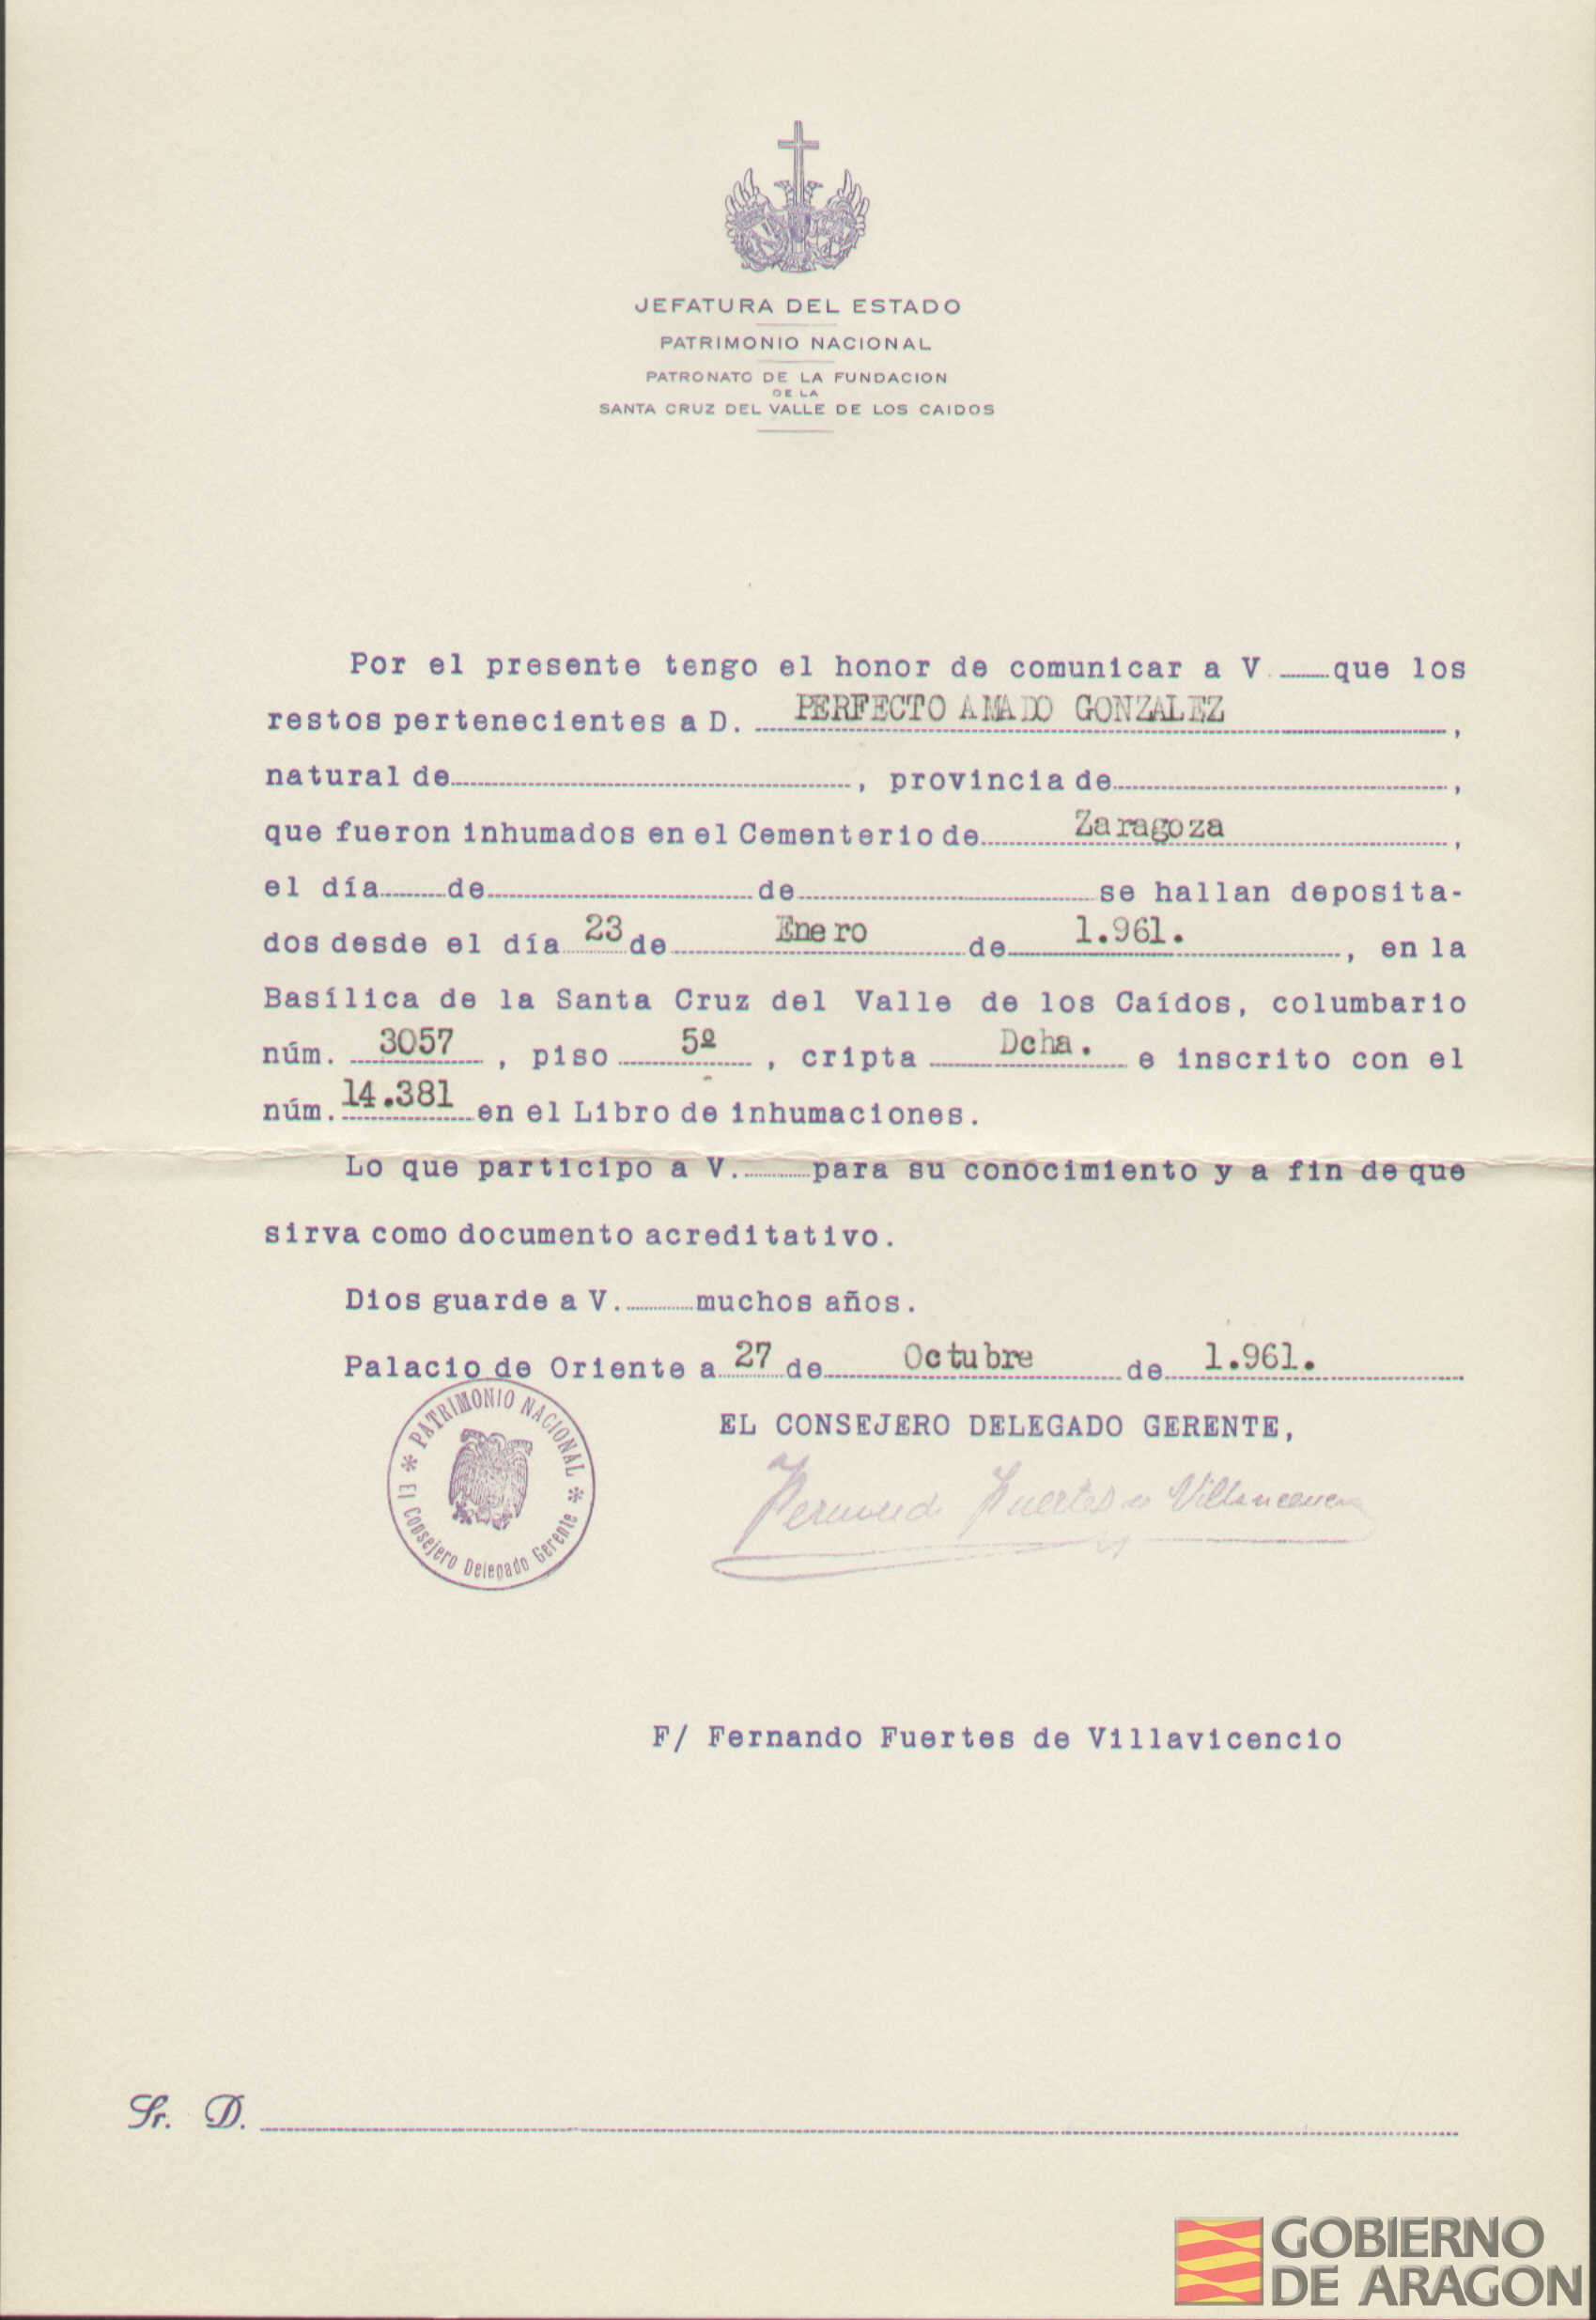 JEFATURA DEL ESTADO
PATRIMONIO NACIONAL
PATRONATO DE LA FUNDACION
DE LA
SANTA CRUZ DEL VALLE DE LOS CAIDOS
Por el presente tengo el honor de comunicar a V. que los
restos pertenecientes a D. PERFECTO AMADO GONZALEZ,
natural de , provincia de ,
que fueron inhumados en el Cementerio de Zaragoza,
el día de de se hallan deposita-
dos desde el día 23 de Enero de 1.961. , en la
Basílica de la Santa Cruz del Valle de los Caídos, columbario
núm. 3057 , piso 5º , cripta Dcha. e inscrito con el
núm. 14.381 en el Libro de inhumaciones.
Lo que participo a V. para su conocimiento y a fin de que
sirva como documento acreditativo.
Dios guarde a V. muchos años.
Palacio de Oriente a 27 de Octubre de 1.961.
EL CONSEJERO DELEGADO GERENTE,
* PATRIMONIO NACIONAL *
El Consejero Delegado Gerente
Fernando Fuertes de Villavicencio
F/ Fernando Fuertes de Villavicencio
Sr. D.
GOBIERNO
DE ARAGON